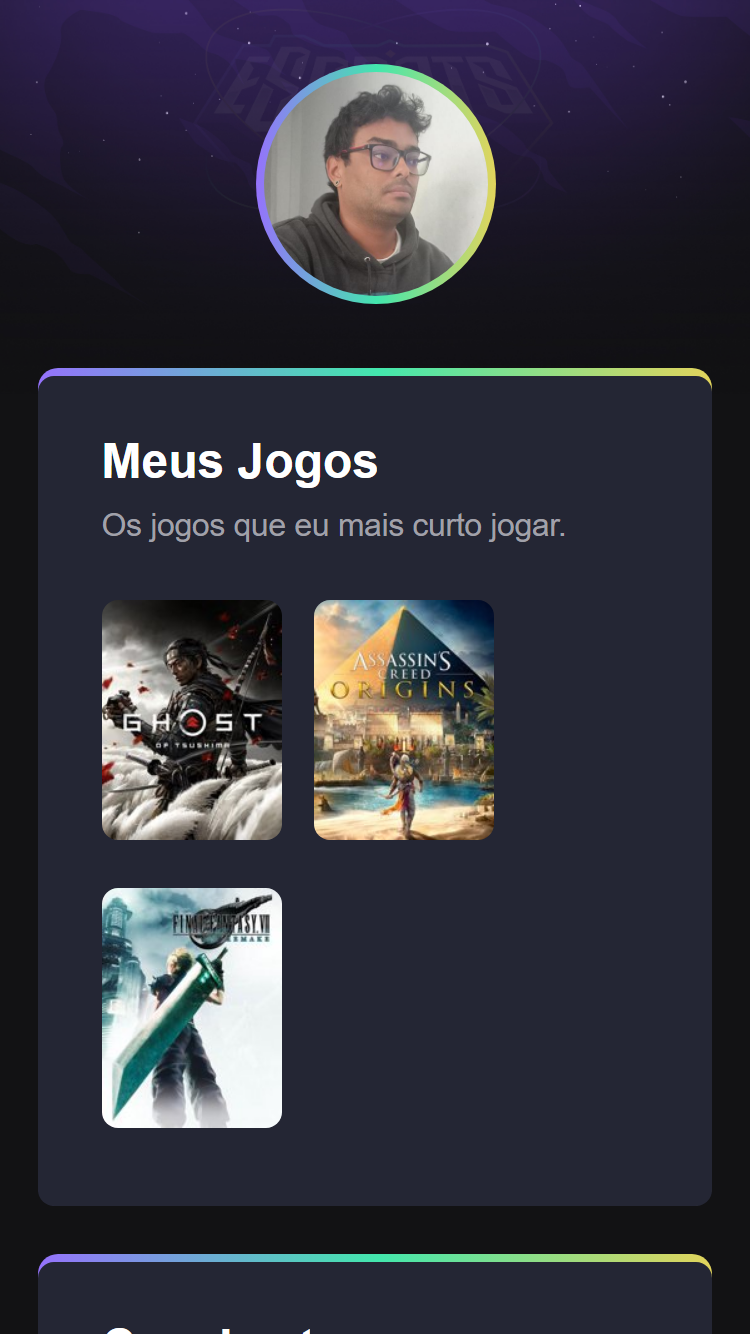 ESPORTS
Meus Jogos
Os jogos que eu mais curto jogar.
GHOST
OF TSUSHIMA
ASSASSIN'S
CREED
ORIGINS
FINAL FANTASY VII
REMAKE